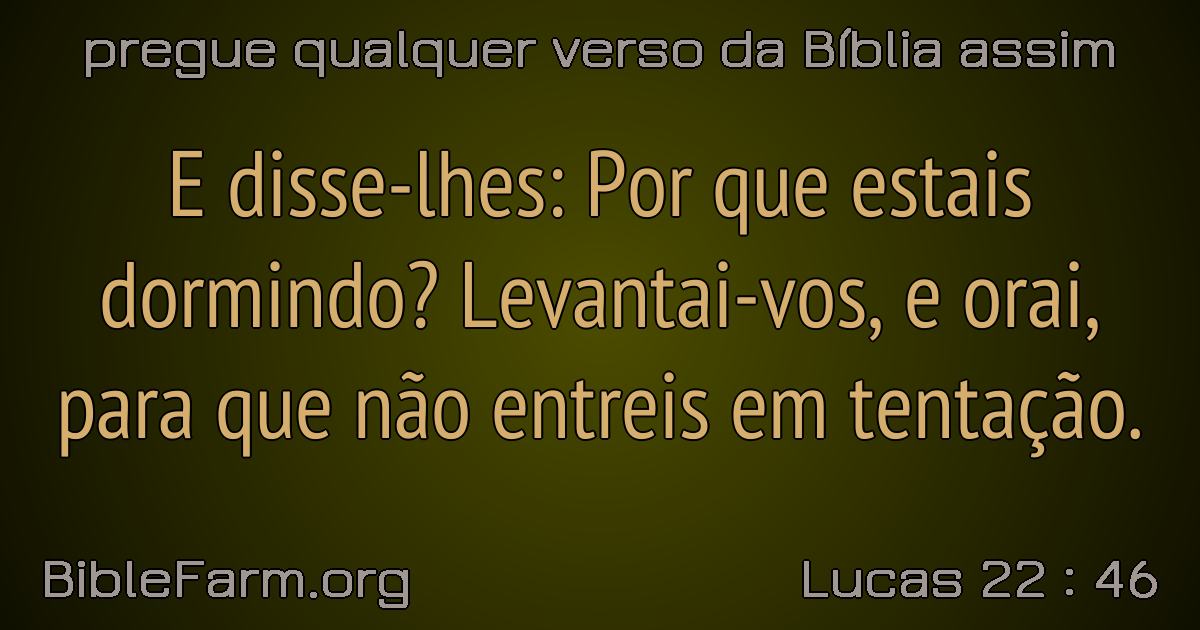 pregue qualquer verso da Bíblia assim
E disse-lhes: Por que estais
dormindo? Levantai-vos, e orai,
para que não entreis em tentação.
BibleFarm.org
Lucas 22 : 46